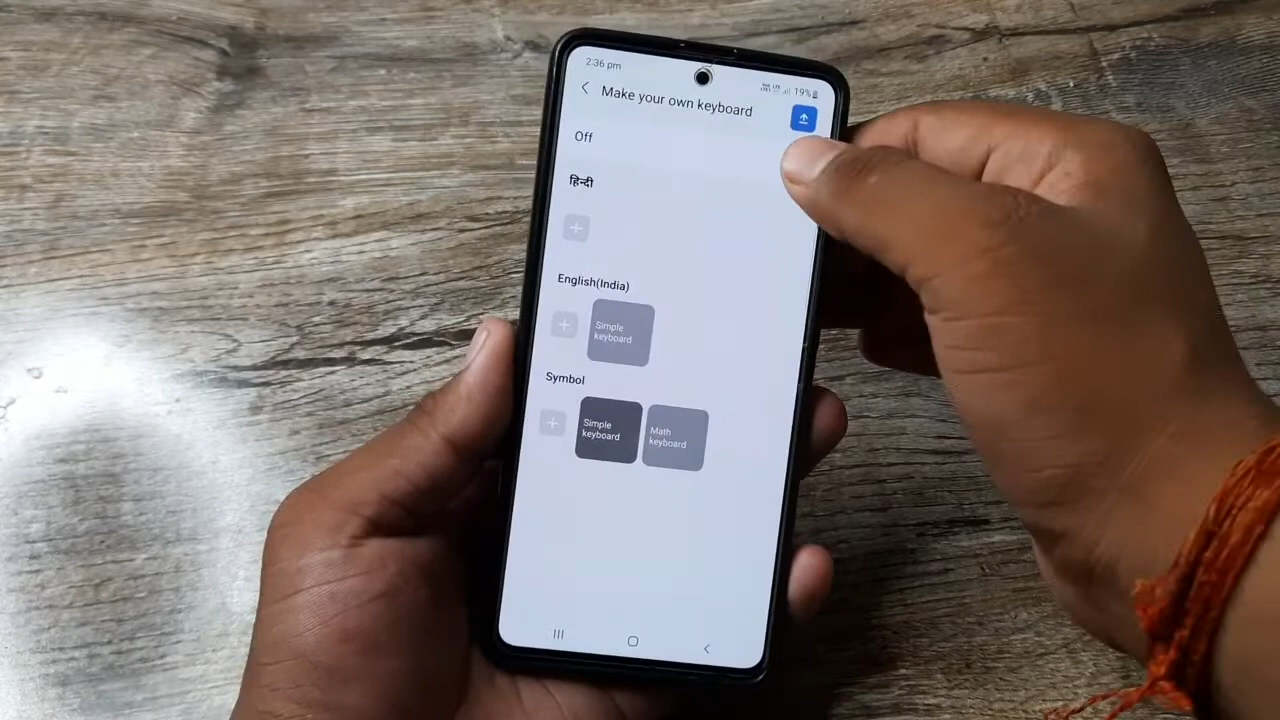 2:36 pm
19%
Make your own keyboard
Off
हिन्दी
English(India)
Simple
keyboard
Symbol
Simple
keyboard
Math
keyboard